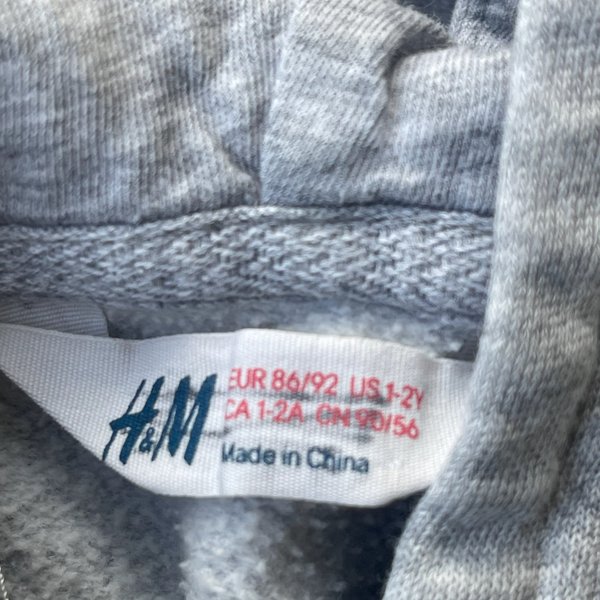 H&M
EUR 86/92 US 1-2Y
CA 1-2A CN 90/56
Made in China